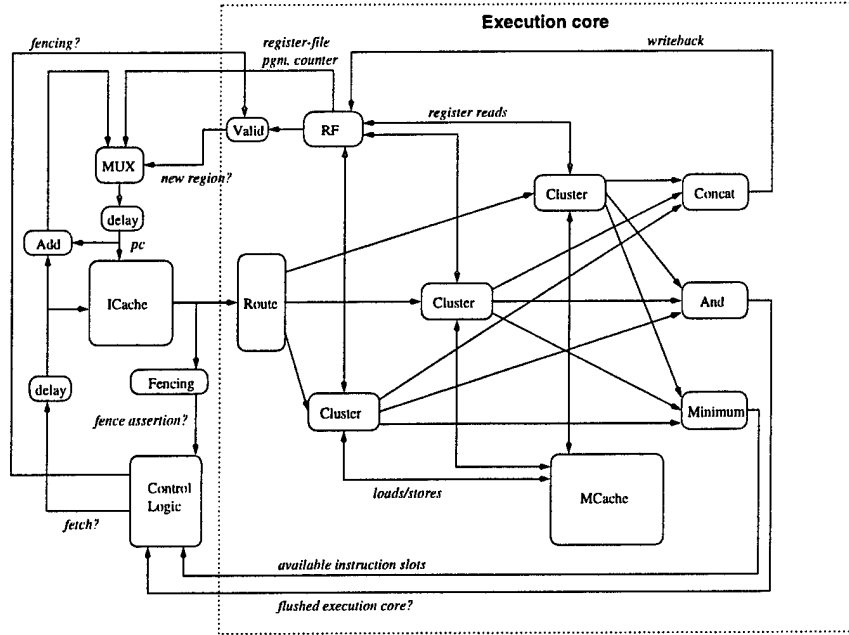 Execution core
fencing?
register-file
pgm. counter
writeback
register reads
Valid
RF
MUX
new region?
Cluster
Concat
delay
Add
pc
ICache
Route
Cluster
And
delay
Fencing
Cluster
Minimum
fence assertion?
Control
Logic
loads/stores
MCache
fetch?
available instruction slots
flushed execution core?